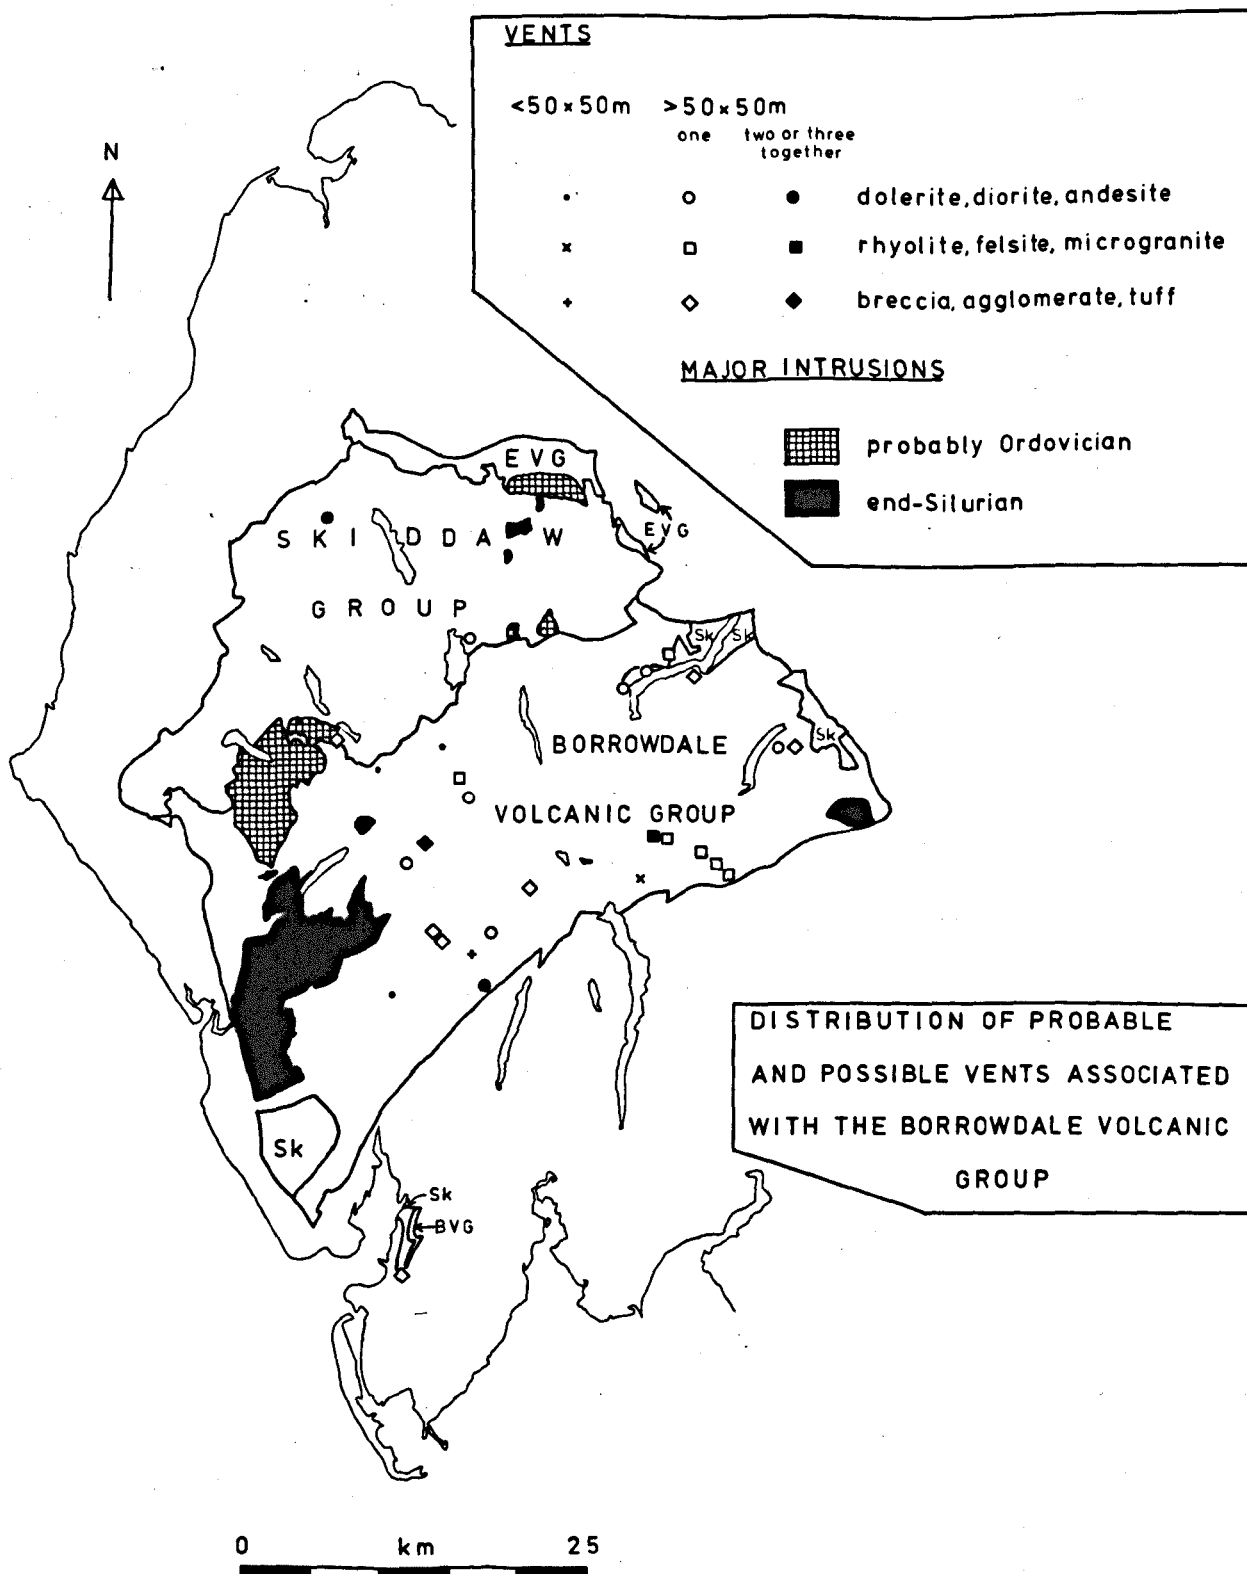 VENTS
<50×50m >50×50m
one two or three
together
dolerite, diorite, andesite
rhyolite, felsite, microgranite
breccia, agglomerate, tuff
MAJOR INTRUSIONS
probably Ordovician
end-Silurian
N
EVG
EVG
SKIDDAW
GROUP
Sk
Sk
BORROWDALE
Sk
VOLCANIC GROUP
DISTRIBUTION OF PROBABLE
AND POSSIBLE VENTS ASSOCIATED
WITH THE BORROWDALE VOLCANIC
GROUP
Sk
Sk
BVG
0 km 25